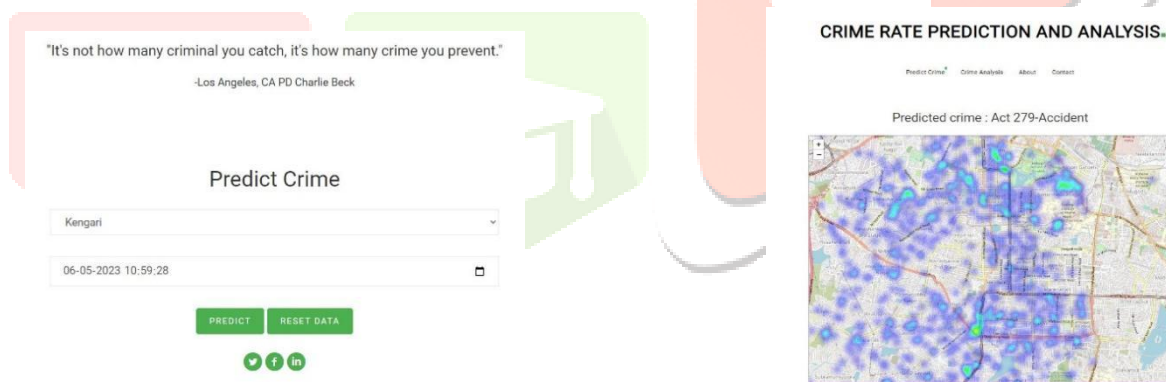 "It's not how many criminal you catch, it's how many crime you prevent."
-Los Angeles, CA PD Charlie Beck
Predict Crime
Kengari
06-05-2023 10:59:28
PREDICT
RESET DATA
CRIME RATE PREDICTION AND ANALYSIS.
Predict Crime Crime Analysis About Contact
Predicted crime : Act 279-Accident
+
-